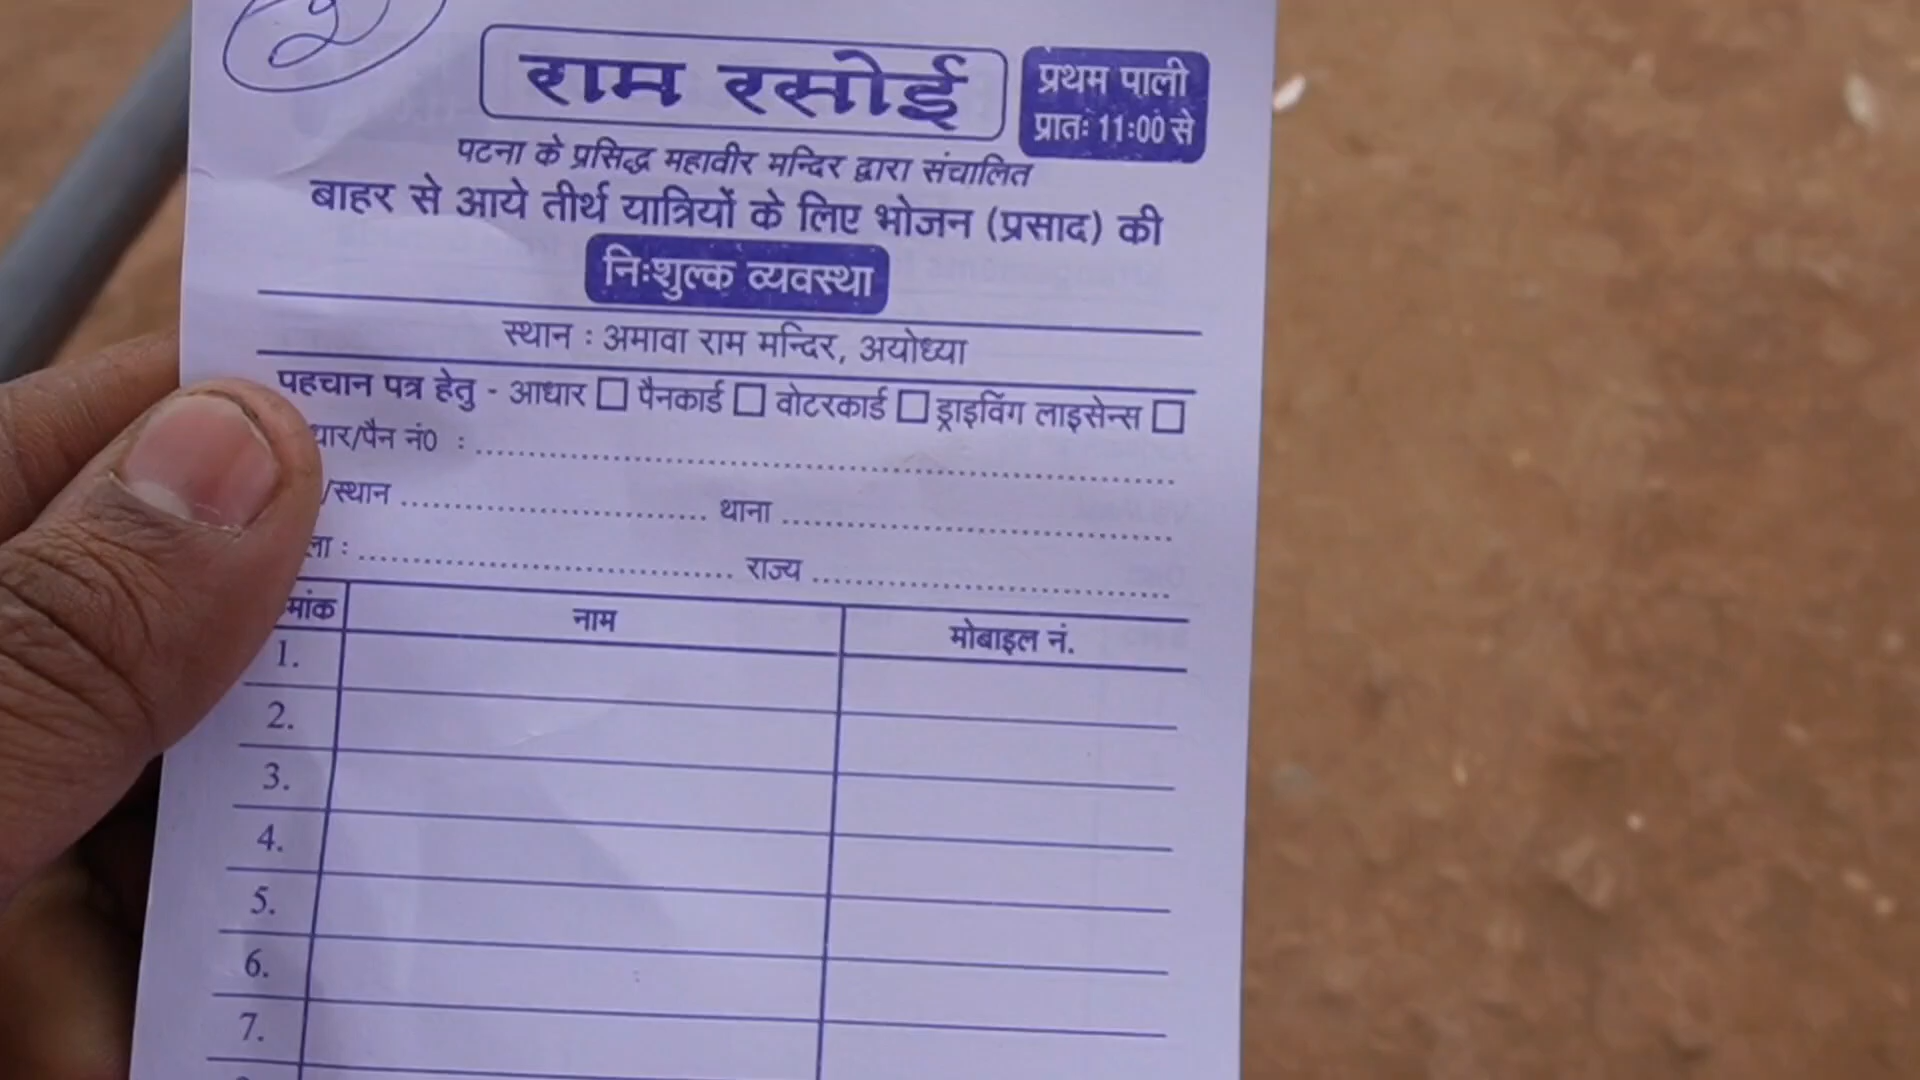 राम रसोई
प्रथम पाली
प्रातः 11:00 से
पटना के प्रसिद्ध महावीर मन्दिर द्वारा संचालित
बाहर से आये तीर्थ यात्रियों के लिए भोजन (प्रसाद) की
निःशुल्क व्यवस्था
स्थान : अमावा राम मन्दिर, अयोध्या
पहचान पत्र हेतु - आधार पैनकार्ड वोटरकार्ड ड्राइविंग लाइसेन्स
धार/पैन नं0 :
/स्थान थाना
ला : राज्य
मांक नाम मोबाइल नं.
1.
2.
3.
4.
5.
6.
7.